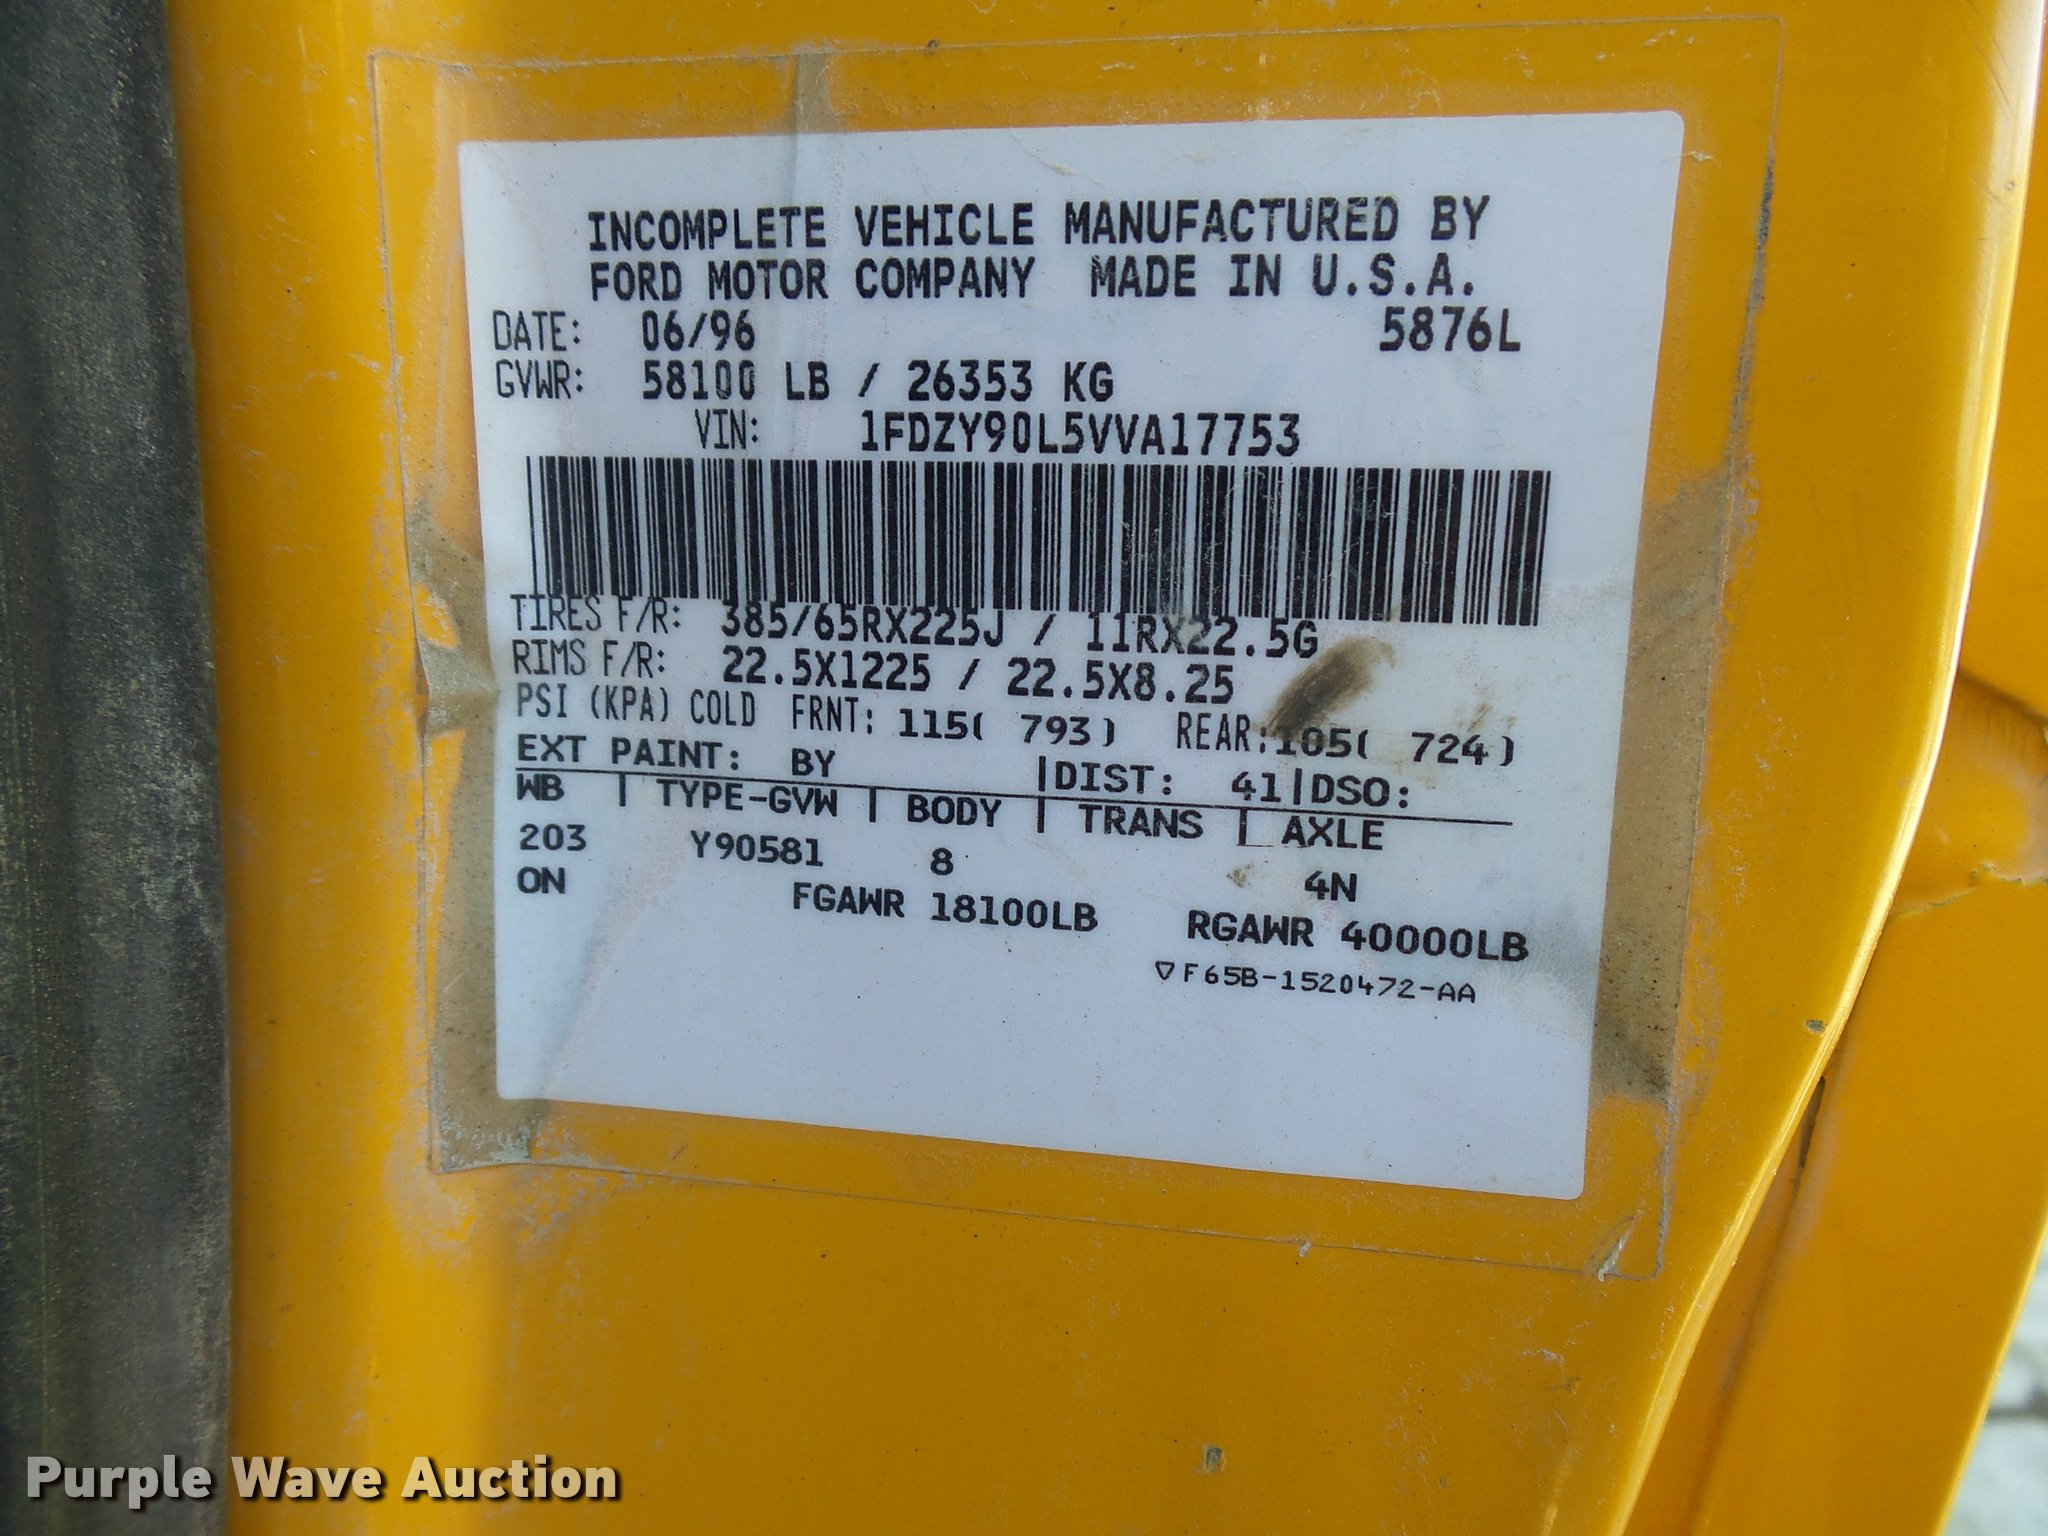 INCOMPLETE VEHICLE MANUFACTURED BY
FORD MOTOR COMPANY MADE IN U.S.A.
DATE: 06/96 5876L
GVWR: 58100 LB / 26353 KG
VIN: 1FDZY90L5VVA17753
TIRES F/R: 385/65RX225J / 11RX22.5G
RIMS F/R: 22.5X1225 / 22.5X8.25
PSI (KPA) COLD FRNT: 115( 793) REAR: 105( 724)
EXT PAINT: BY |DIST: 41|DSO:
WB | TYPE-GVW | BODY | TRANS | AXLE
203 Y90581 8 4N
ON FGAWR 18100LB RGAWR 40000LB
▽F65B-1520472-AA
Purple Wave Auction